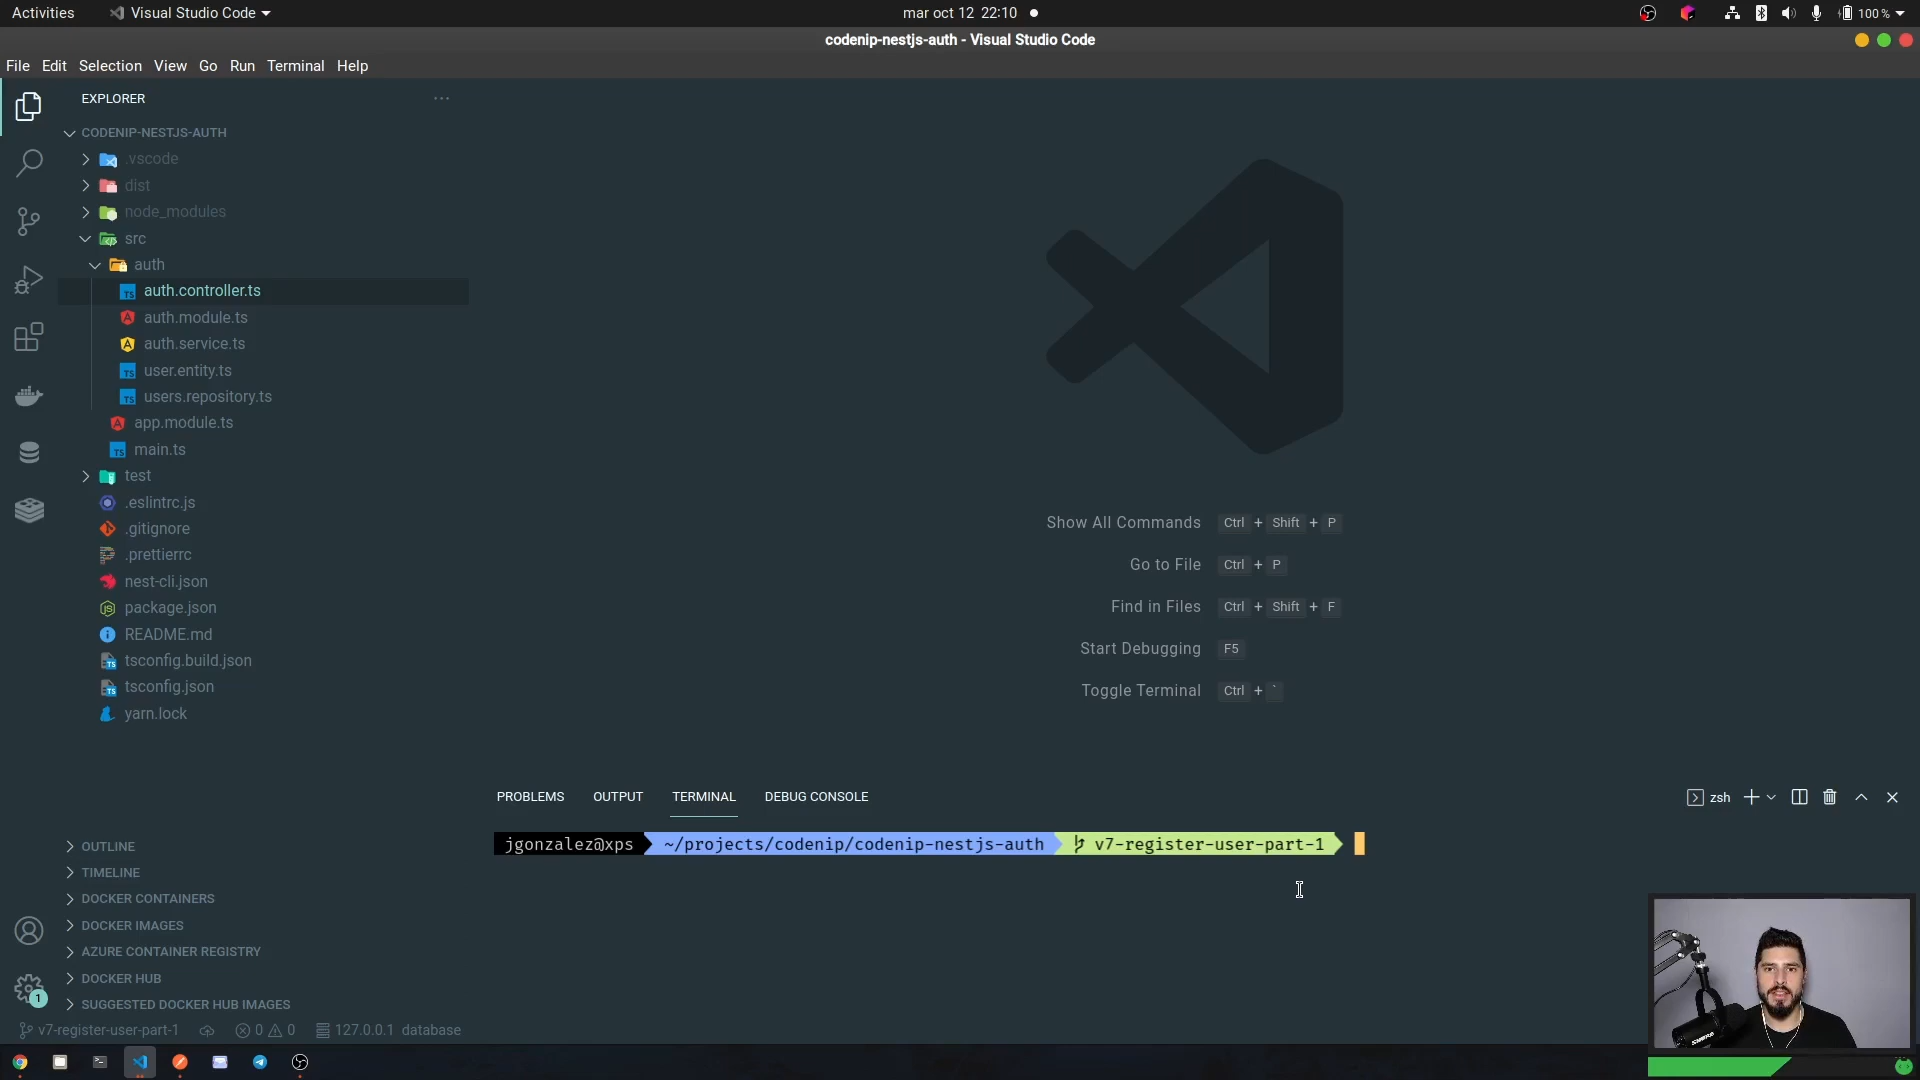 Activities
Visual Studio Code
mar oct 12 22:10
100 %
codenip-nestjs-auth - Visual Studio Code
File Edit Selection View Go Run Terminal Help
EXPLORER
CODENIP-NESTJS-AUTH
.vscode
dist
node_modules
src
auth
auth.controller.ts
auth.module.ts
auth.service.ts
user.entity.ts
users.repository.ts
app.module.ts
main.ts
test
.eslintrc.js
.gitignore
.prettierrc
nest-cli.json
package.json
README.md
tsconfig.build.json
tsconfig.json
yarn.lock
OUTLINE
TIMELINE
DOCKER CONTAINERS
DOCKER IMAGES
AZURE CONTAINER REGISTRY
DOCKER HUB
SUGGESTED DOCKER HUB IMAGES
1
Show All Commands Ctrl + Shift + P
Go to File Ctrl + P
Find in Files Ctrl + Shift + F
Start Debugging F5
Toggle Terminal Ctrl + `
PROBLEMS OUTPUT TERMINAL DEBUG CONSOLE
zsh
jgonzalez@xps ~/projects/codenip/codenip-nestjs-auth v7-register-user-part-1
v7-register-user-part-1 0 0 127.0.0.1 database